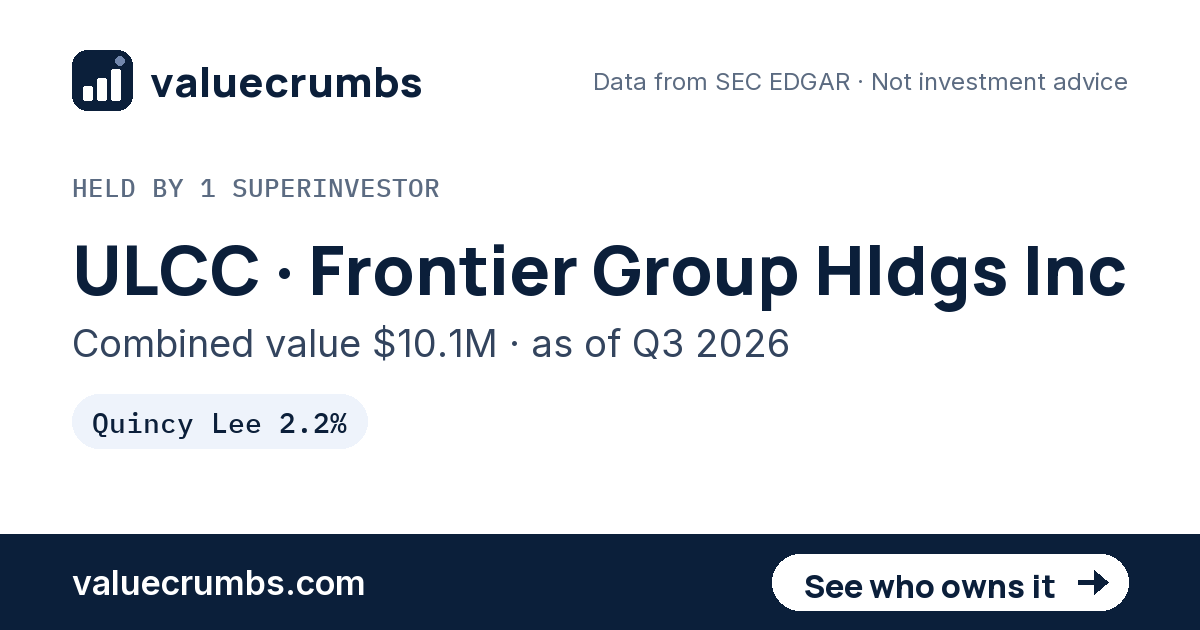 valuecrumbs
Data from SEC EDGAR · Not investment advice
HELD BY 1 SUPERINVESTOR
ULCC · Frontier Group Hldgs Inc
Combined value $10.1M · as of Q3 2026
Quincy Lee 2.2%
valuecrumbs.com
See who owns it →